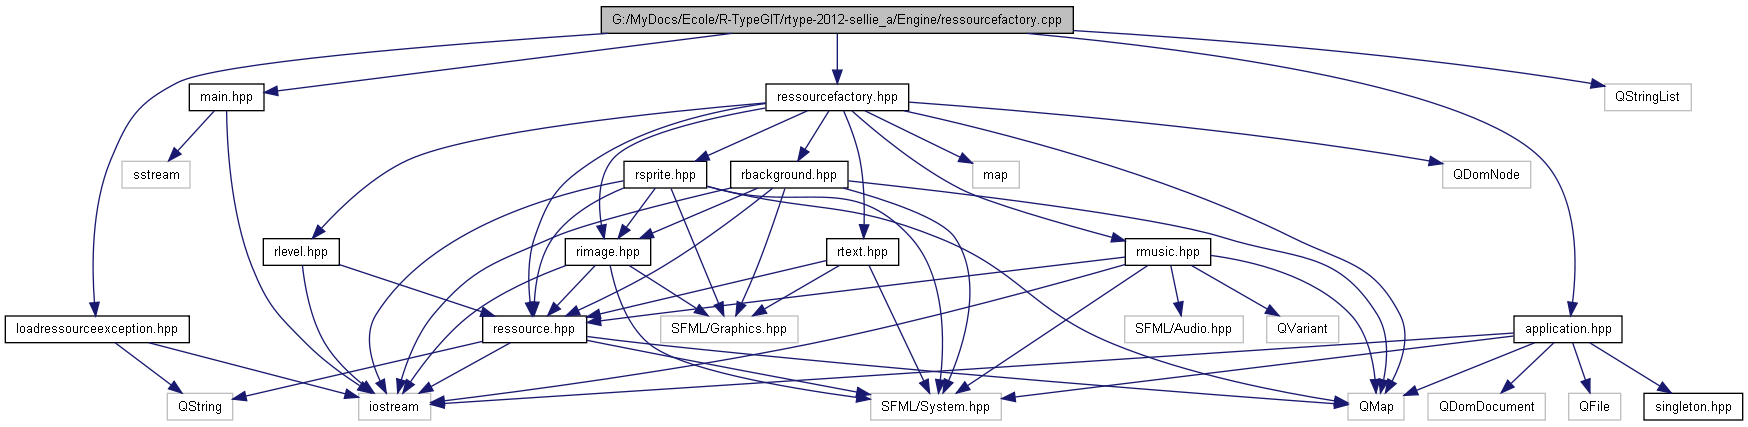 G:/MyDocs/Ecole/R-TypeGIT/rtype-2012-sellie_a/Engine/ressourcefactory.cpp
main.hpp
ressourcefactory.hpp
QStringList
sstream
rsprite.hpp
rbackground.hpp
map
QDomNode
rlevel.hpp
rimage.hpp
rtext.hpp
rmusic.hpp
loadressourceexception.hpp
ressource.hpp
SFML/Graphics.hpp
SFML/Audio.hpp
QVariant
application.hpp
QString
iostream
SFML/System.hpp
QMap
QDomDocument
QFile
singleton.hpp